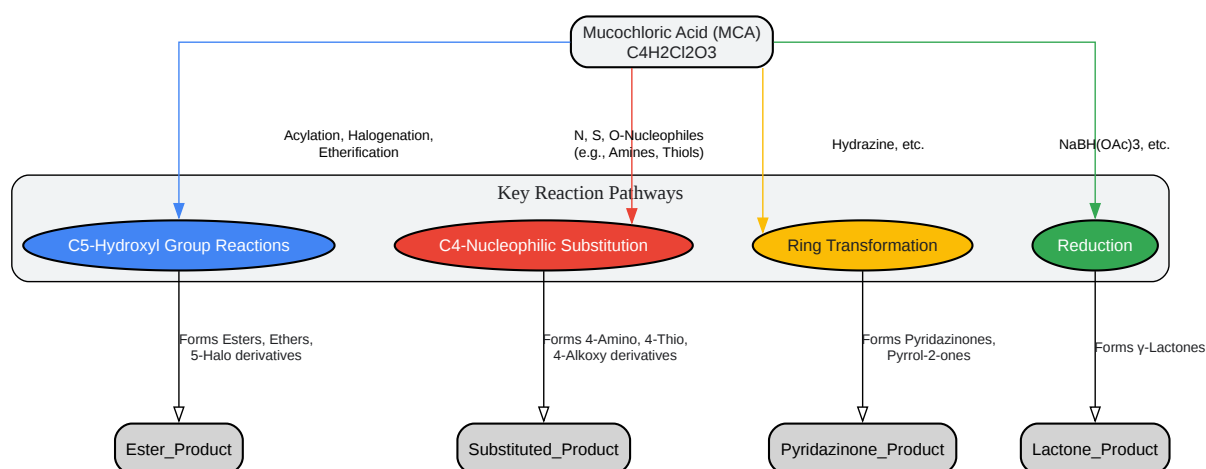 Mucochloric Acid (MCA)
C4H2Cl2O3
Acylation, Halogenation,
Etherification
N, S, O-Nucleophiles
(e.g., Amines, Thiols)
Hydrazine, etc.
NaBH(OAc)3, etc.
Key Reaction Pathways
C5-Hydroxyl Group Reactions
C4-Nucleophilic Substitution
Ring Transformation
Reduction
Forms Esters, Ethers,
5-Halo derivatives
Forms 4-Amino, 4-Thio,
4-Alkoxy derivatives
Forms Pyridazinones,
Pyrrol-2-ones
Forms γ-Lactones
Ester_Product
Substituted_Product
Pyridazinone_Product
Lactone_Product